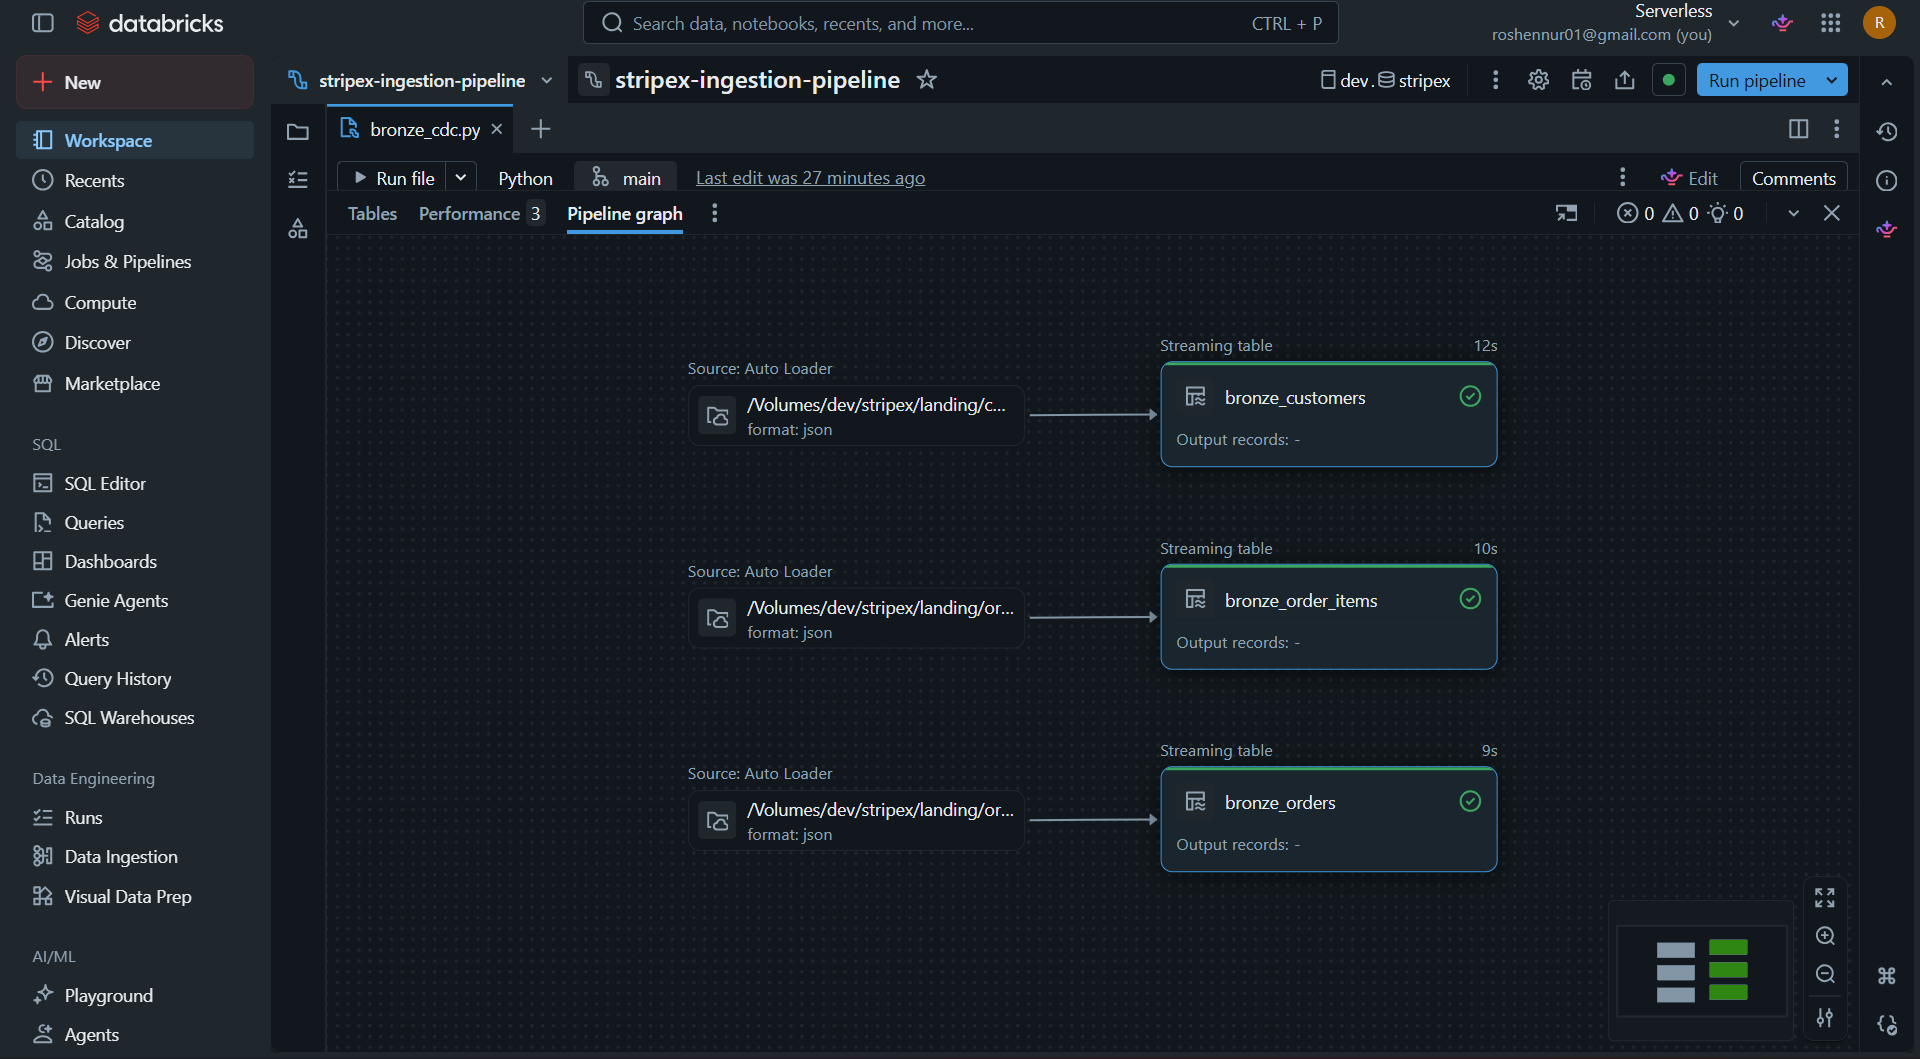 databricks
Search data, notebooks, recents, and more...
CTRL + P
Serverless
roshennur01@gmail.com (you)
R
New
Workspace
Recents
Catalog
Jobs & Pipelines
Compute
Discover
Marketplace
SQL
SQL Editor
Queries
Dashboards
Genie Agents
Alerts
Query History
SQL Warehouses
Data Engineering
Runs
Data Ingestion
Visual Data Prep
AI/ML
Playground
Agents
stripex-ingestion-pipeline
stripex-ingestion-pipeline
dev.stripex
Run pipeline
bronze_cdc.py
Run file
Python
main
Last edit was 27 minutes ago
Edit
Comments
Tables
Performance 3
Pipeline graph
0 0 0
Source: Auto Loader
/Volumes/dev/stripex/landing/c...
format: json
Streaming table 12s
bronze_customers
Output records: -
Source: Auto Loader
/Volumes/dev/stripex/landing/or...
format: json
Streaming table 10s
bronze_order_items
Output records: -
Source: Auto Loader
/Volumes/dev/stripex/landing/or...
format: json
Streaming table 9s
bronze_orders
Output records: -